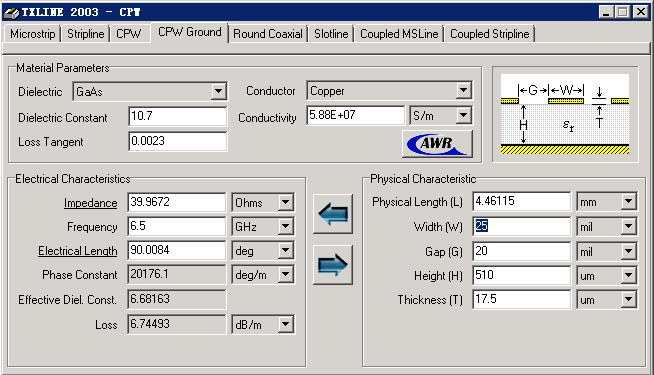 TXLINE 2003 - CPW
Microstrip Stripline CPW CPW Ground Round Coaxial Slotline Coupled MSLine Coupled Stripline
Material Parameters
Dielectric GaAs Conductor Copper
Dielectric Constant 10.7 Conductivity 5.88E+07 S/m
Loss Tangent 0.0023 AWR
G W
H εr T
Electrical Characteristics
Impedance 39.9672 Ohms
Frequency 6.5 GHz
Electrical Length 90.0084 deg
Phase Constant 20176.1 deg/m
Effective Diel. Const. 6.68163
Loss 6.74493 dB/m
Physical Characteristic
Physical Length (L) 4.46115 mm
Width (W) 25 mil
Gap (G) 20 mil
Height (H) 510 um
Thickness (T) 17.5 um